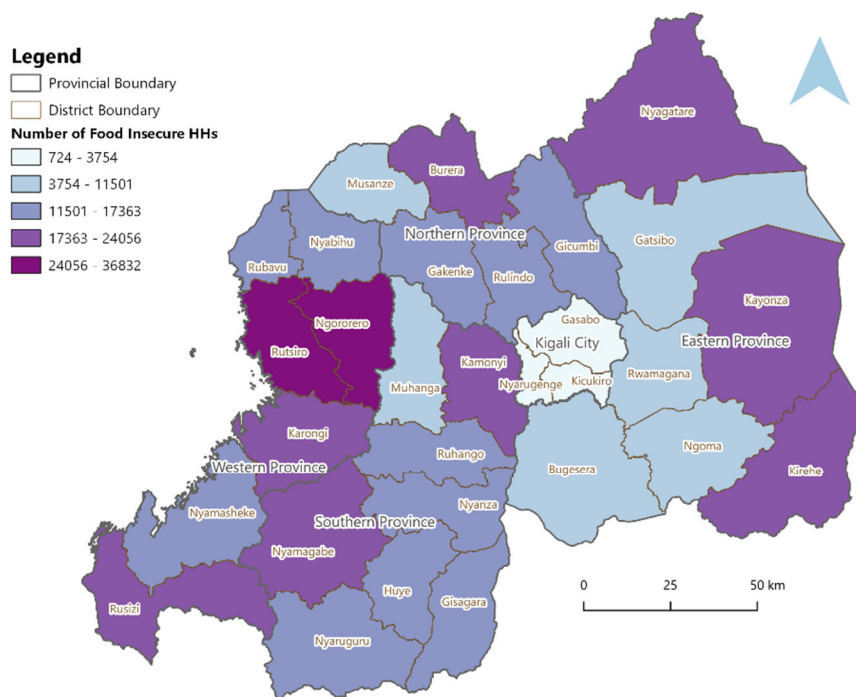 Legend
Provincial Boundary
District Boundary
Number of Food Insecure HHs
724 - 3754
3754 - 11501
11501 - 17363
17363 - 24056
24056 - 36832
Nyagatare
Burera
Musanze
Northern Province
Gicumbi
Gatsibo
Nyabihu
Rubavu
Gakenke
Rulindo
Kayonza
Ngororero
Gasabo
Rutsiro
Kigali City
Eastern Province
Kamonyi
Rwamagana
Muhanga
Nyarugenge
Kicukiro
Karongi
Ngoma
Ruhango
Western Province
Bugesera
Kirehe
Nyanza
Nyamasheke
Southern Province
Nyamagabe
Huye
Gisagara
Rusizi
Nyaruguru
0 25 50 km